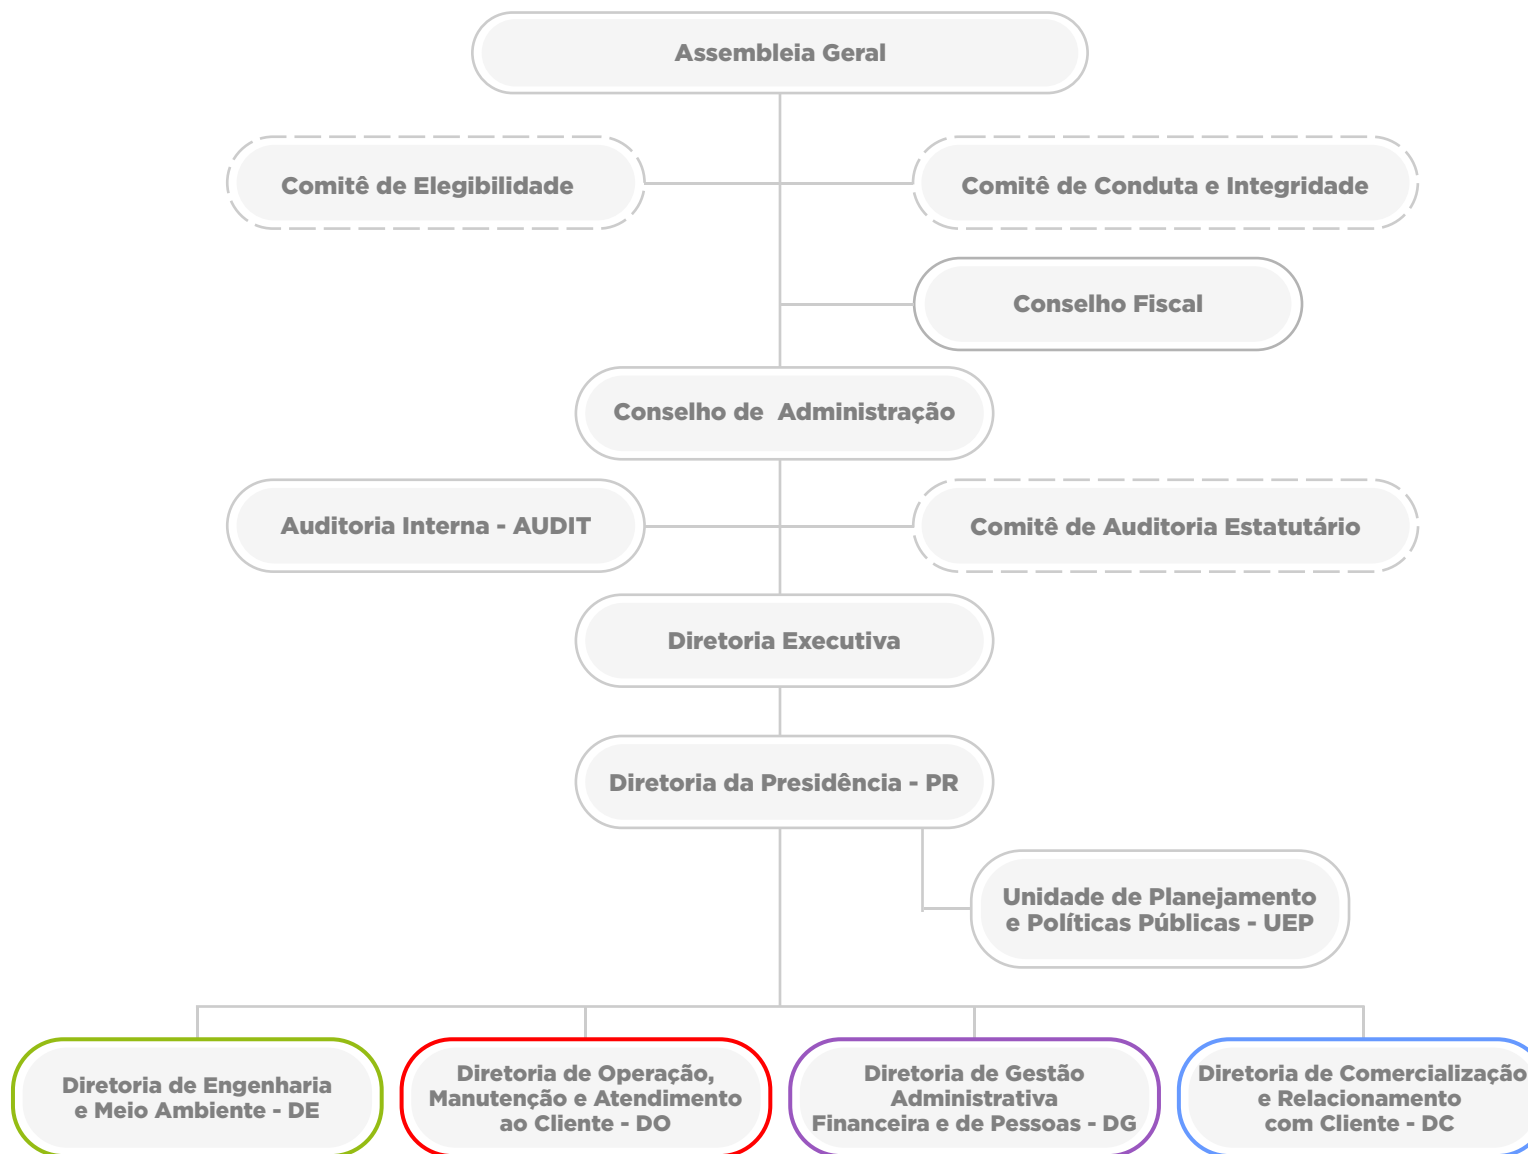 Assembleia Geral
Comitê de Elegibilidade
Comitê de Conduta e Integridade
Conselho Fiscal
Conselho de Administração
Auditoria Interna - AUDIT
Comitê de Auditoria Estatutário
Diretoria Executiva
Diretoria da Presidência - PR
Unidade de Planejamento
e Políticas Públicas - UEP
Diretoria de Engenharia
e Meio Ambiente - DE
Diretoria de Operação,
Manutenção e Atendimento
ao Cliente - DO
Diretoria de Gestão
Administrativa
Financeira e de Pessoas - DG
Diretoria de Comercialização
e Relacionamento
com Cliente - DC